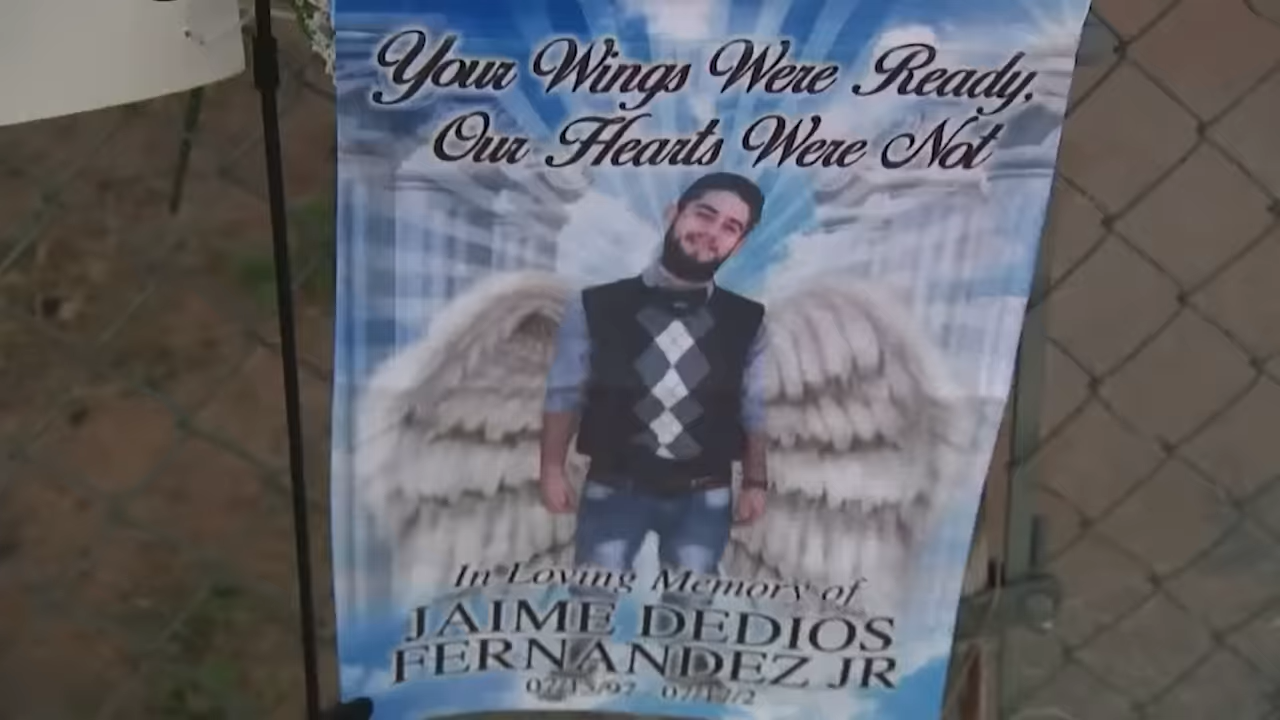 Your Wings Were Ready,
Our Hearts Were Not
In Loving Memory of
JAIME DEDIOS
FERNANDEZ JR